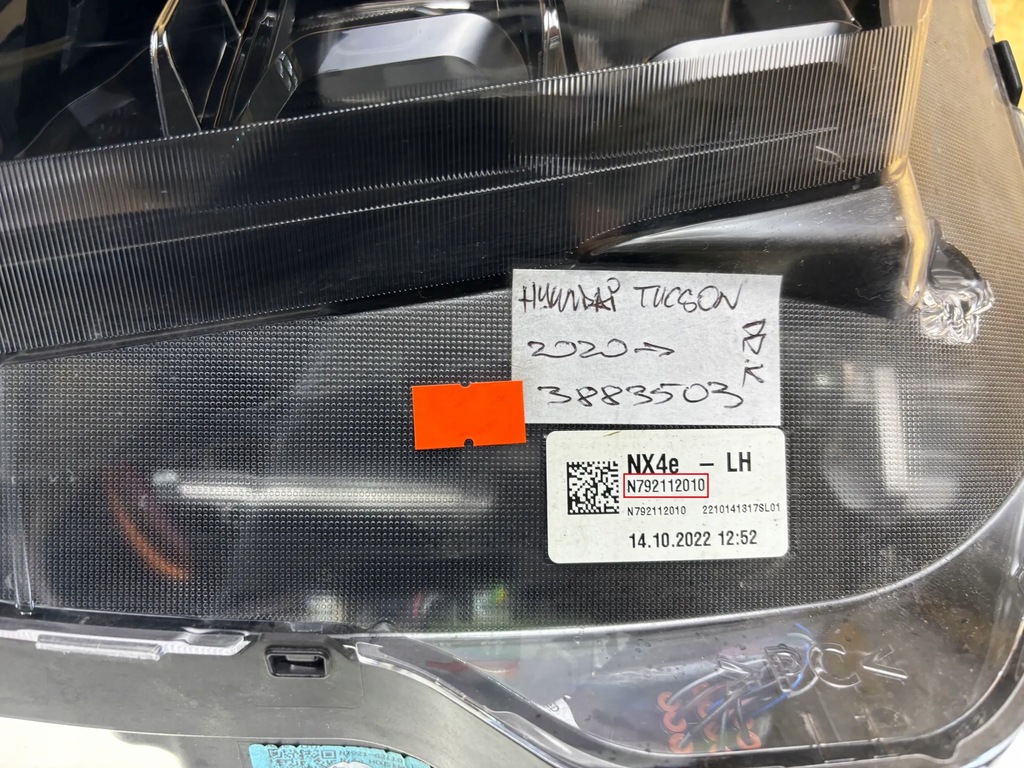 HYUNDAI TUCSON
2020→
3883503
NX4e – LH
N792112010
N792112010 2210141317SL01
14.10.2022 12:52